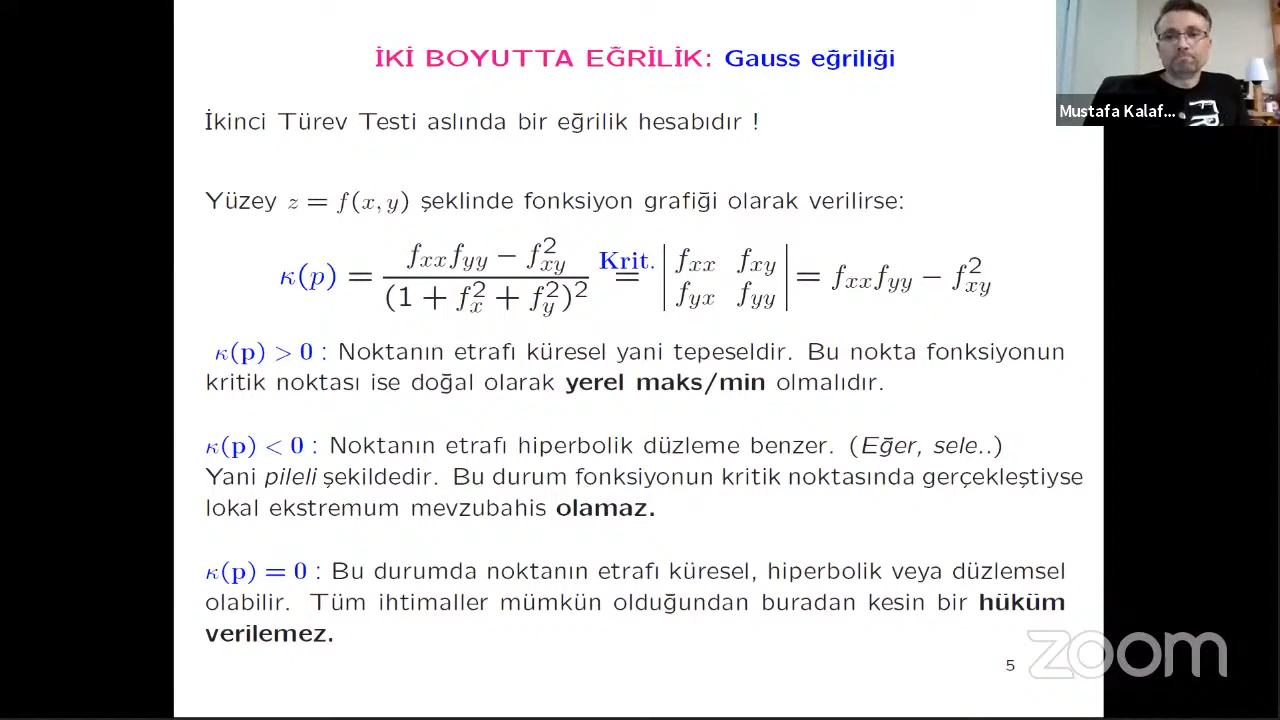 İKİ BOYUTTA EĞRİLİK: Gauss eğriliği
Mustafa Kalaf...
İkinci Türev Testi aslında bir eğrilik hesabıdır !
Yüzey z = f(x, y) şeklinde fonksiyon grafiği olarak verilirse:
κ(p) = (f_xx f_yy − f_xy^2) / (1 + f_x^2 + f_y^2)^2 Krit. = | f_xx f_xy ; f_yx f_yy | = f_xx f_yy − f_xy^2
κ(p) > 0 : Noktanın etrafı küresel yani tepeseldir. Bu nokta fonksiyonun
kritik noktası ise doğal olarak yerel maks/min olmalıdır.
κ(p) < 0 : Noktanın etrafı hiperbolik düzleme benzer. (Eğer, sele..)
Yani pileli şekildedir. Bu durum fonksiyonun kritik noktasında gerçekleştiyse
lokal ekstremum mevzubahis olamaz.
κ(p) = 0 : Bu durumda noktanın etrafı küresel, hiperbolik veya düzlemsel
olabilir. Tüm ihtimaller mümkün olduğundan buradan kesin bir hüküm
verilemez.
zoom
5